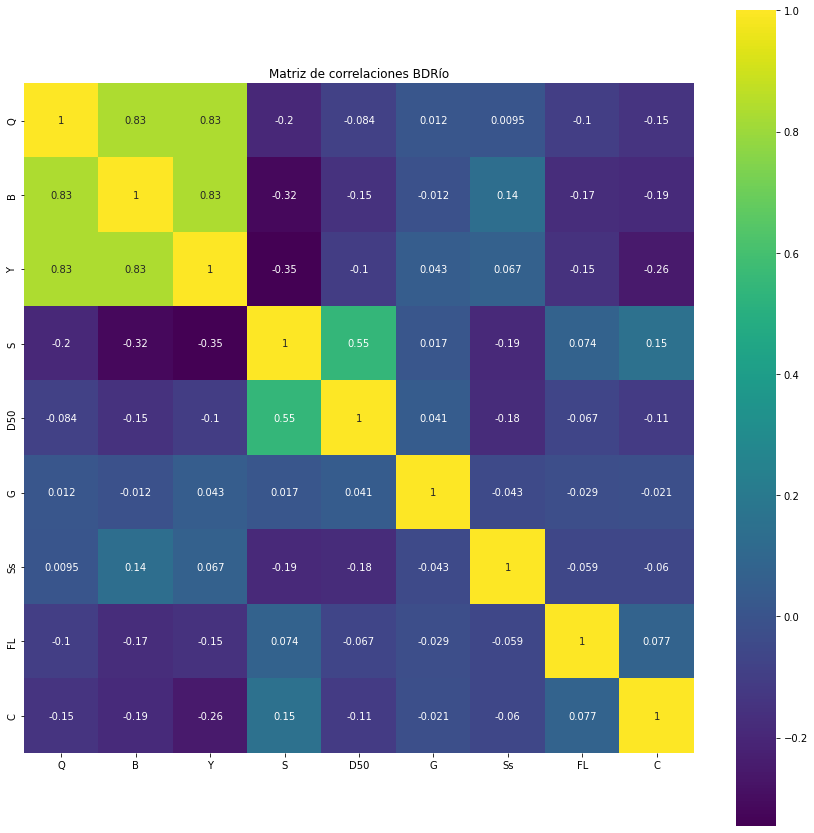 Matriz de correlaciones BDRío
Q 1 0.83 0.83 -0.2 -0.084 0.012 0.0095 -0.1 -0.15
B 0.83 1 0.83 -0.32 -0.15 -0.012 0.14 -0.17 -0.19
Y 0.83 0.83 1 -0.35 -0.1 0.043 0.067 -0.15 -0.26
S -0.2 -0.32 -0.35 1 0.55 0.017 -0.19 0.074 0.15
D50 -0.084 -0.15 -0.1 0.55 1 0.041 -0.18 -0.067 -0.11
G 0.012 -0.012 0.043 0.017 0.041 1 -0.043 -0.029 -0.021
Ss 0.0095 0.14 0.067 -0.19 -0.18 -0.043 1 -0.059 -0.06
FL -0.1 -0.17 -0.15 0.074 -0.067 -0.029 -0.059 1 0.077
C -0.15 -0.19 -0.26 0.15 -0.11 -0.021 -0.06 0.077 1
Q B Y S D50 G Ss FL C
1.0
0.8
0.6
0.4
0.2
0.0
−0.2